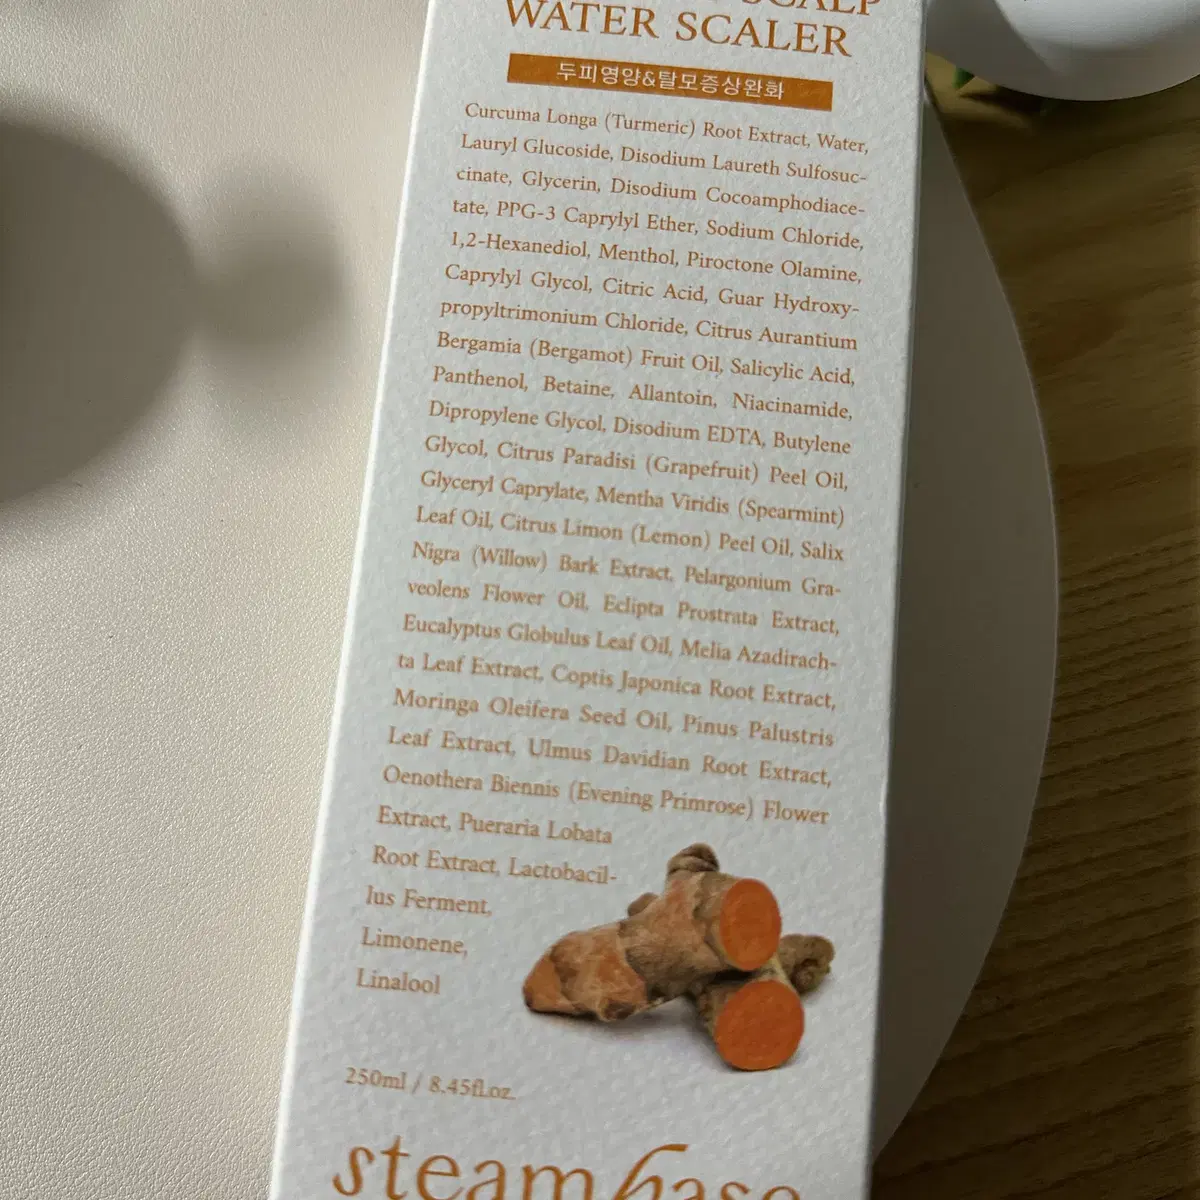 SCALP
WATER SCALER
두피영양&탈모증상완화
Curcuma Longa (Turmeric) Root Extract, Water,
Lauryl Glucoside, Disodium Laureth Sulfosuc-
cinate, Glycerin, Disodium Cocoamphodiace-
tate, PPG-3 Caprylyl Ether, Sodium Chloride,
1,2-Hexanediol, Menthol, Piroctone Olamine,
Caprylyl Glycol, Citric Acid, Guar Hydroxy-
propyltrimonium Chloride, Citrus Aurantium
Bergamia (Bergamot) Fruit Oil, Salicylic Acid,
Panthenol, Betaine, Allantoin, Niacinamide,
Dipropylene Glycol, Disodium EDTA, Butylene
Glycol, Citrus Paradisi (Grapefruit) Peel Oil,
Glyceryl Caprylate, Mentha Viridis (Spearmint)
Leaf Oil, Citrus Limon (Lemon) Peel Oil, Salix
Nigra (Willow) Bark Extract, Pelargonium Gra-
veolens Flower Oil, Eclipta Prostrata Extract,
Eucalyptus Globulus Leaf Oil, Melia Azadirach-
ta Leaf Extract, Coptis Japonica Root Extract,
Moringa Oleifera Seed Oil, Pinus Palustris
Leaf Extract, Ulmus Davidian Root Extract,
Oenothera Biennis (Evening Primrose) Flower
Extract, Pueraria Lobata
Root Extract, Lactobacil-
lus Ferment,
Limonene,
Linalool
250ml / 8.45fl.oz.
steambase